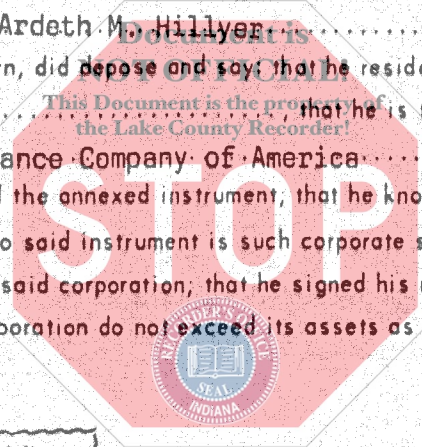 Ardeth M. Hillyer
Document is
rn, did depose and say: that he reside
NOT OFFICIAL!
This Document is the property of
that he is
the Lake County Recorder!
ance Company of America
the annexed instrument, that he kno
STOP
o said instrument is such corporate s
said corporation; that he signed his
poration do not exceed its assets as
RECORDER'S OFFICE
SEAL
INDIANA